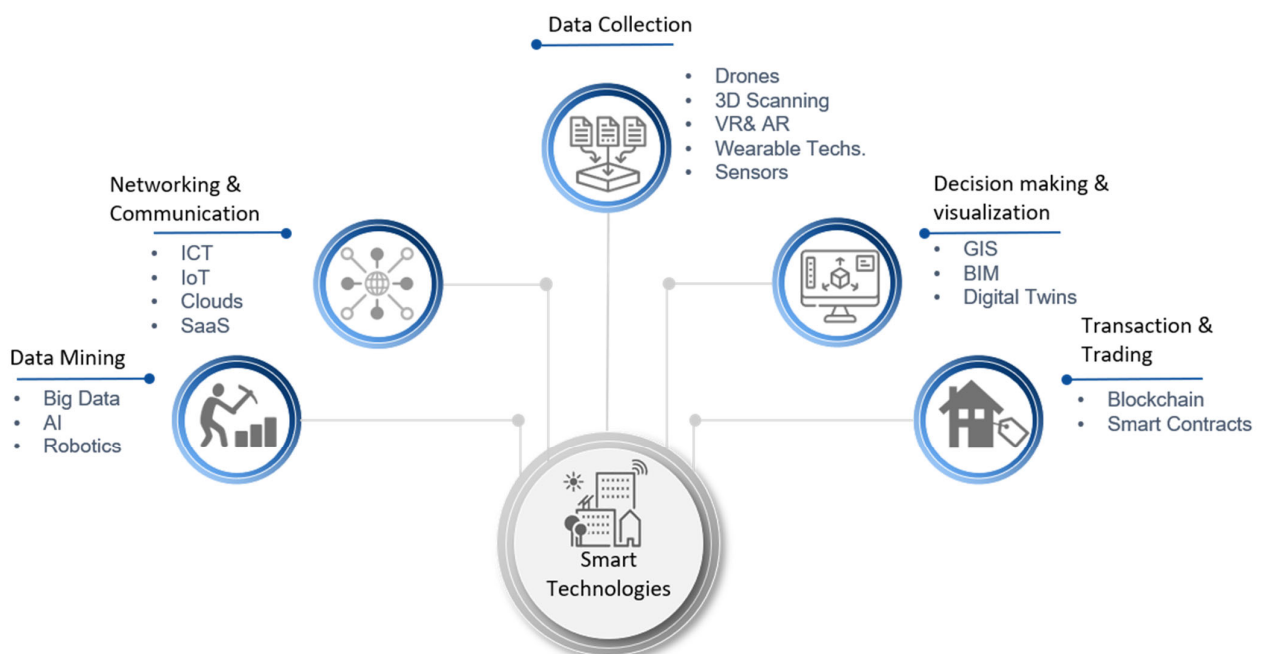 Data Collection
• Drones
• 3D Scanning
• VR& AR
• Wearable Techs.
• Sensors
Networking &
Communication
• ICT
• IoT
• Clouds
• SaaS
Decision making &
visualization
• GIS
• BIM
• Digital Twins
Data Mining
• Big Data
• AI
• Robotics
Transaction &
Trading
• Blockchain
• Smart Contracts
Smart
Technologies